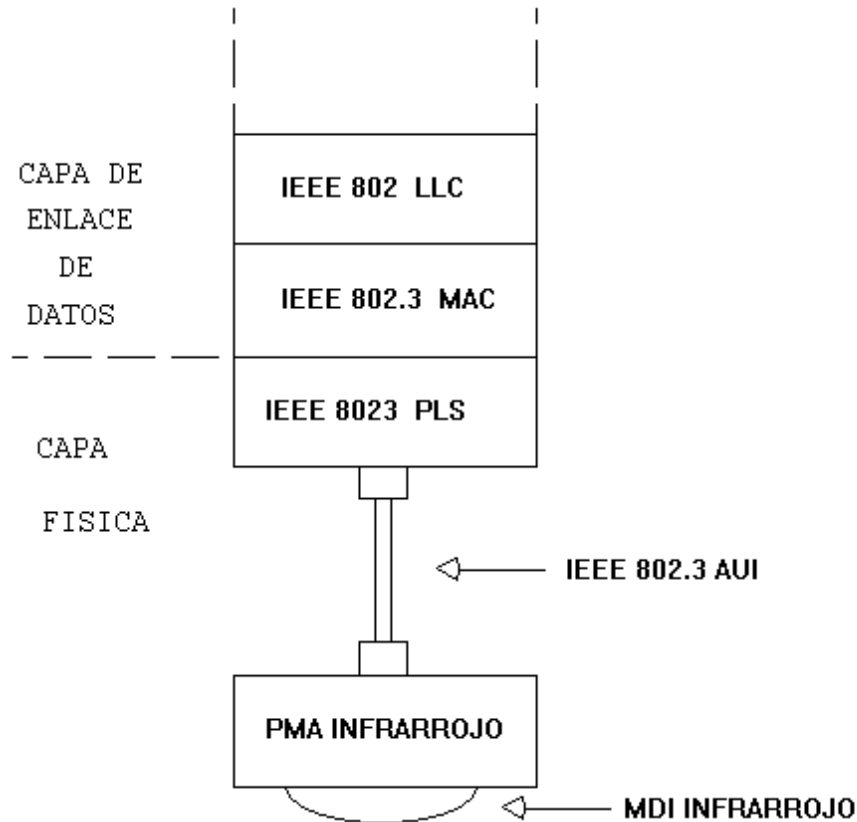 CAPA DE
ENLACE
DE
DATOS
IEEE 802 LLC
IEEE 802.3 MAC
IEEE 8023 PLS
CAPA
FISICA
IEEE 802.3 AUI
PMA INFRARROJO
MDI INFRARROJO